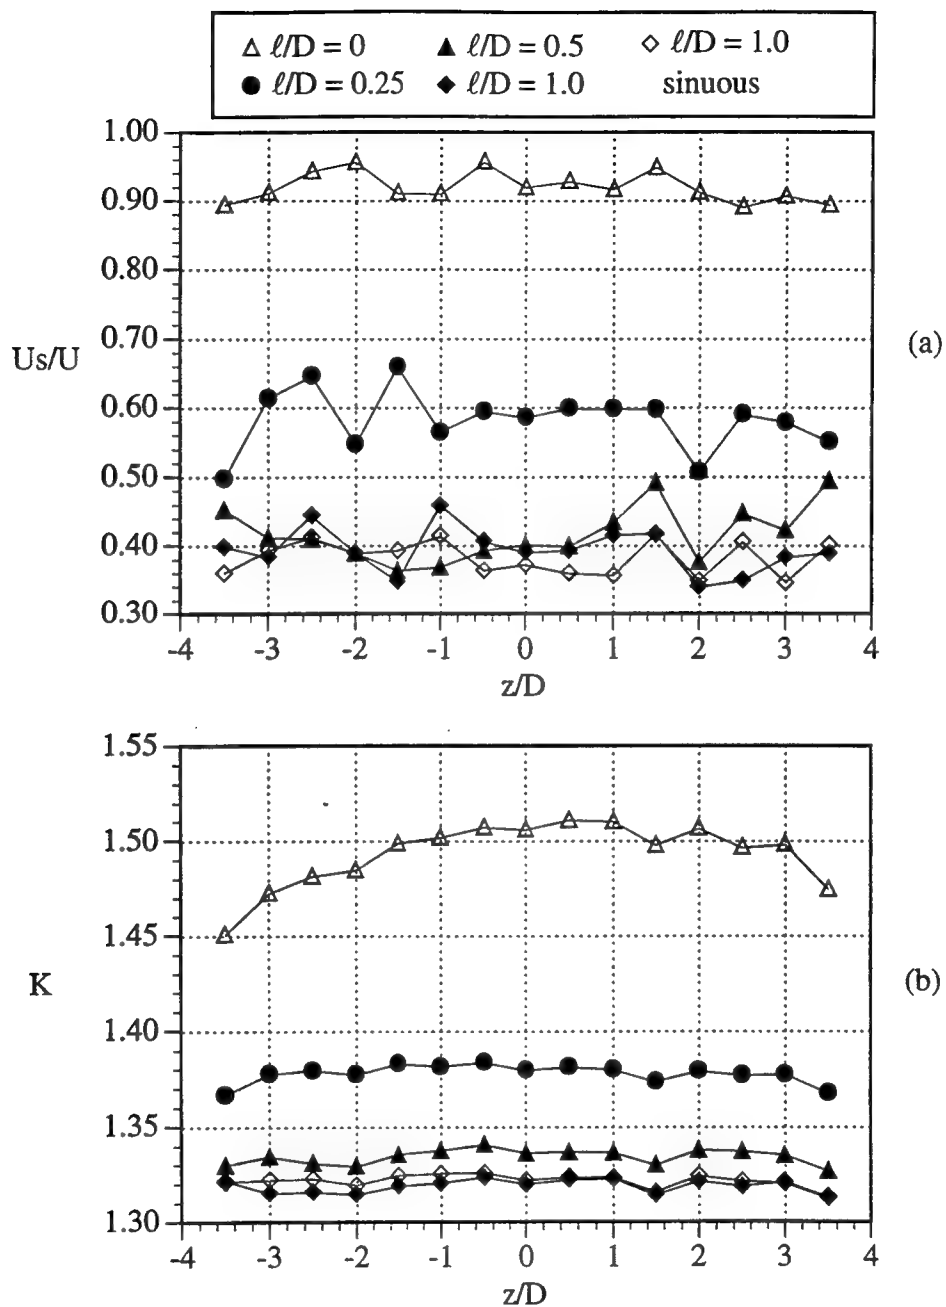 △ ℓ/D = 0 ▲ ℓ/D = 0.5 ◇ ℓ/D = 1.0
● ℓ/D = 0.25 ◆ ℓ/D = 1.0 sinuous
1.00
0.90
0.80
0.70
Us/U
(a)
0.60
0.50
0.40
0.30
-4 -3 -2 -1 0 1 2 3 4
z/D
1.55
1.50
1.45
K
(b)
1.40
1.35
1.30
-4 -3 -2 -1 0 1 2 3 4
z/D